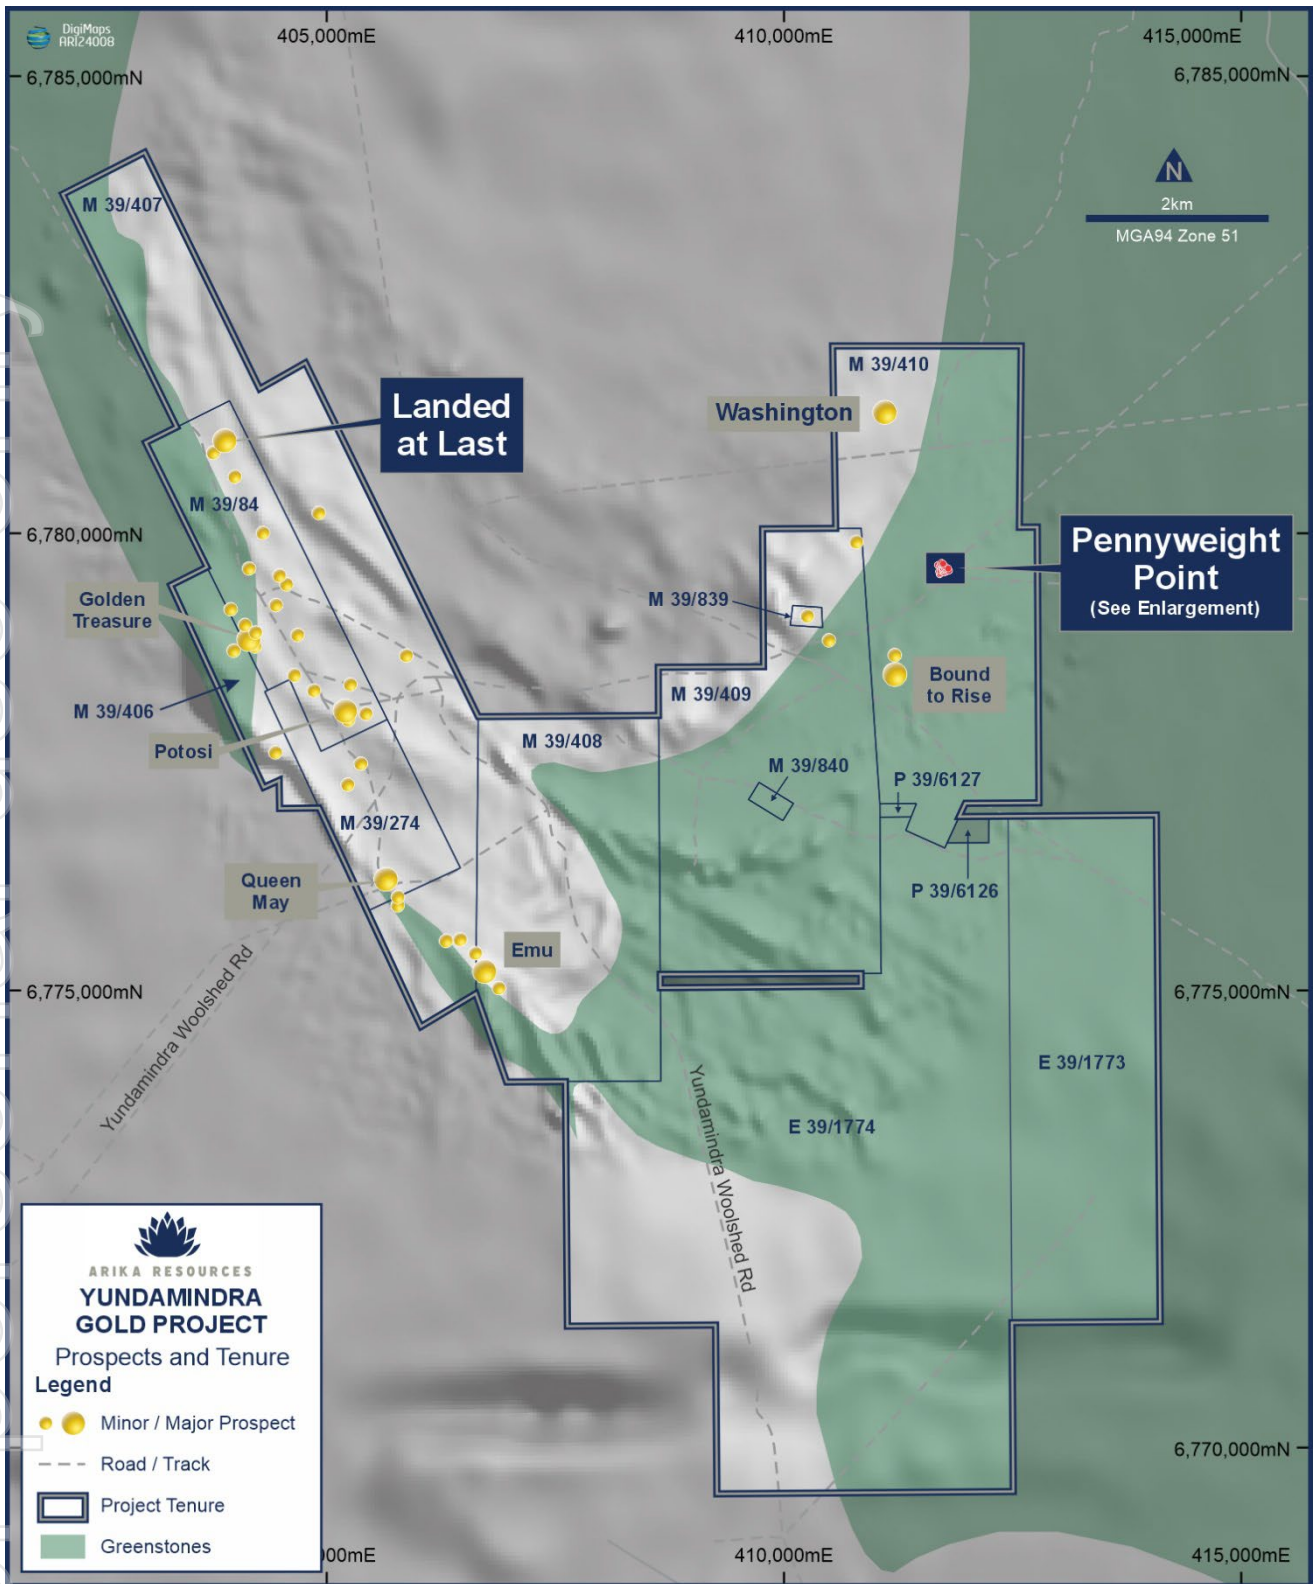 DigiMaps
ARI24008
405,000mE
410,000mE
415,000mE
6,785,000mN
6,785,000mN
N
2km
MGA94 Zone 51
M 39/407
M 39/410
Landed
at Last
Washington
M 39/84
6,780,000mN
6,780,000mN
Pennyweight
Point
(See Enlargement)
Golden
Treasure
M 39/839
Bound
to Rise
M 39/409
M 39/406
Potosi
M 39/408
M 39/840
P 39/6127
M 39/274
Queen
May
P 39/6126
Emu
Yundamindra Woolshed Rd
6,775,000mN
6,775,000mN
E 39/1773
Yundamindra Woolshed Rd
E 39/1774
ARIKA RESOURCES
YUNDAMINDRA
GOLD PROJECT
Prospects and Tenure
Legend
Minor / Major Prospect
Road / Track
Project Tenure
Greenstones
6,770,000mN
00mE
410,000mE
415,000mE